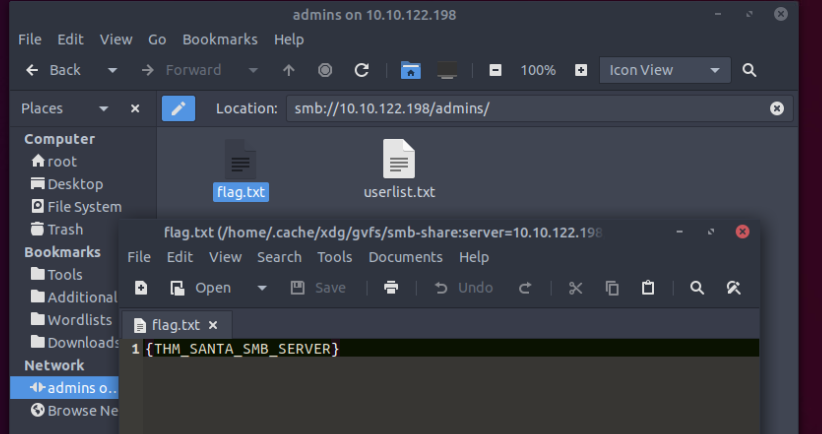 admins on 10.10.122.198
File Edit View Go Bookmarks Help
Back Forward 100% Icon View
Places Location: smb://10.10.122.198/admins/
Computer
root
Desktop
File System
Trash
Bookmarks
Tools
Additional
Wordlists
Downloads
Network
admins o...
Browse Ne
flag.txt userlist.txt
flag.txt (/home/.cache/xdg/gvfs/smb-share:server=10.10.122.198
File Edit View Search Tools Documents Help
Open Save Undo
flag.txt
1 {THM_SANTA_SMB_SERVER}